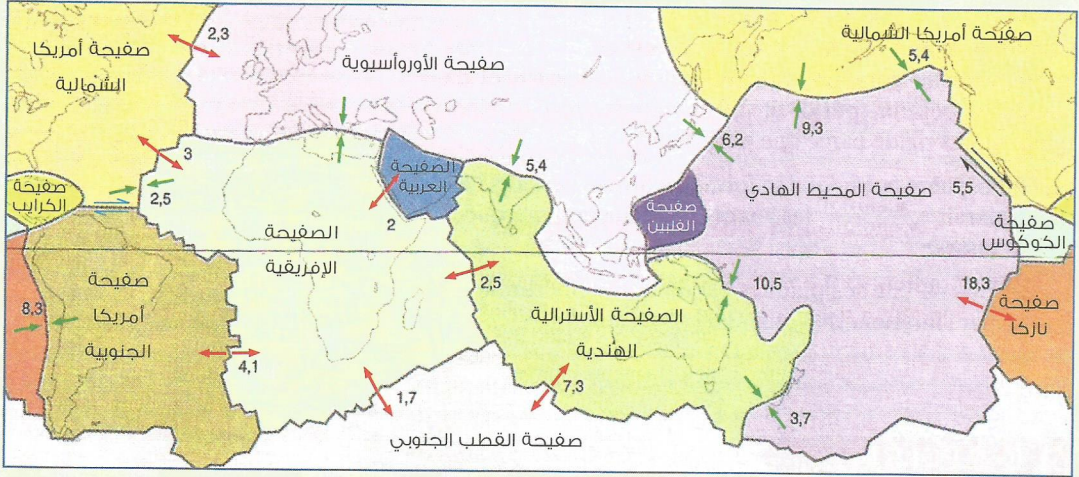 صفيحة أمريكا الشمالية
صفيحة أمريكا
الشمالية
2,3
صفيحة الأوروأسيوية
5,4
9,3
6,2
3
5,4
2,5
صفيحة
الكرايب
الصفيحة
العربية
2
صفيحة المحيط الهادي
5,5
صفيحة
الفلبين
صفيحة
الكوكوس
الصفيحة
الإفريقية
2,5
10,5
18,3
صفيحة
نازكا
8,3
صفيحة
أمريكا
الجنوبية
الصفيحة الأسترالية
الهندية
4,1
1,7
7,3
3,7
صفيحة القطب الجنوبي